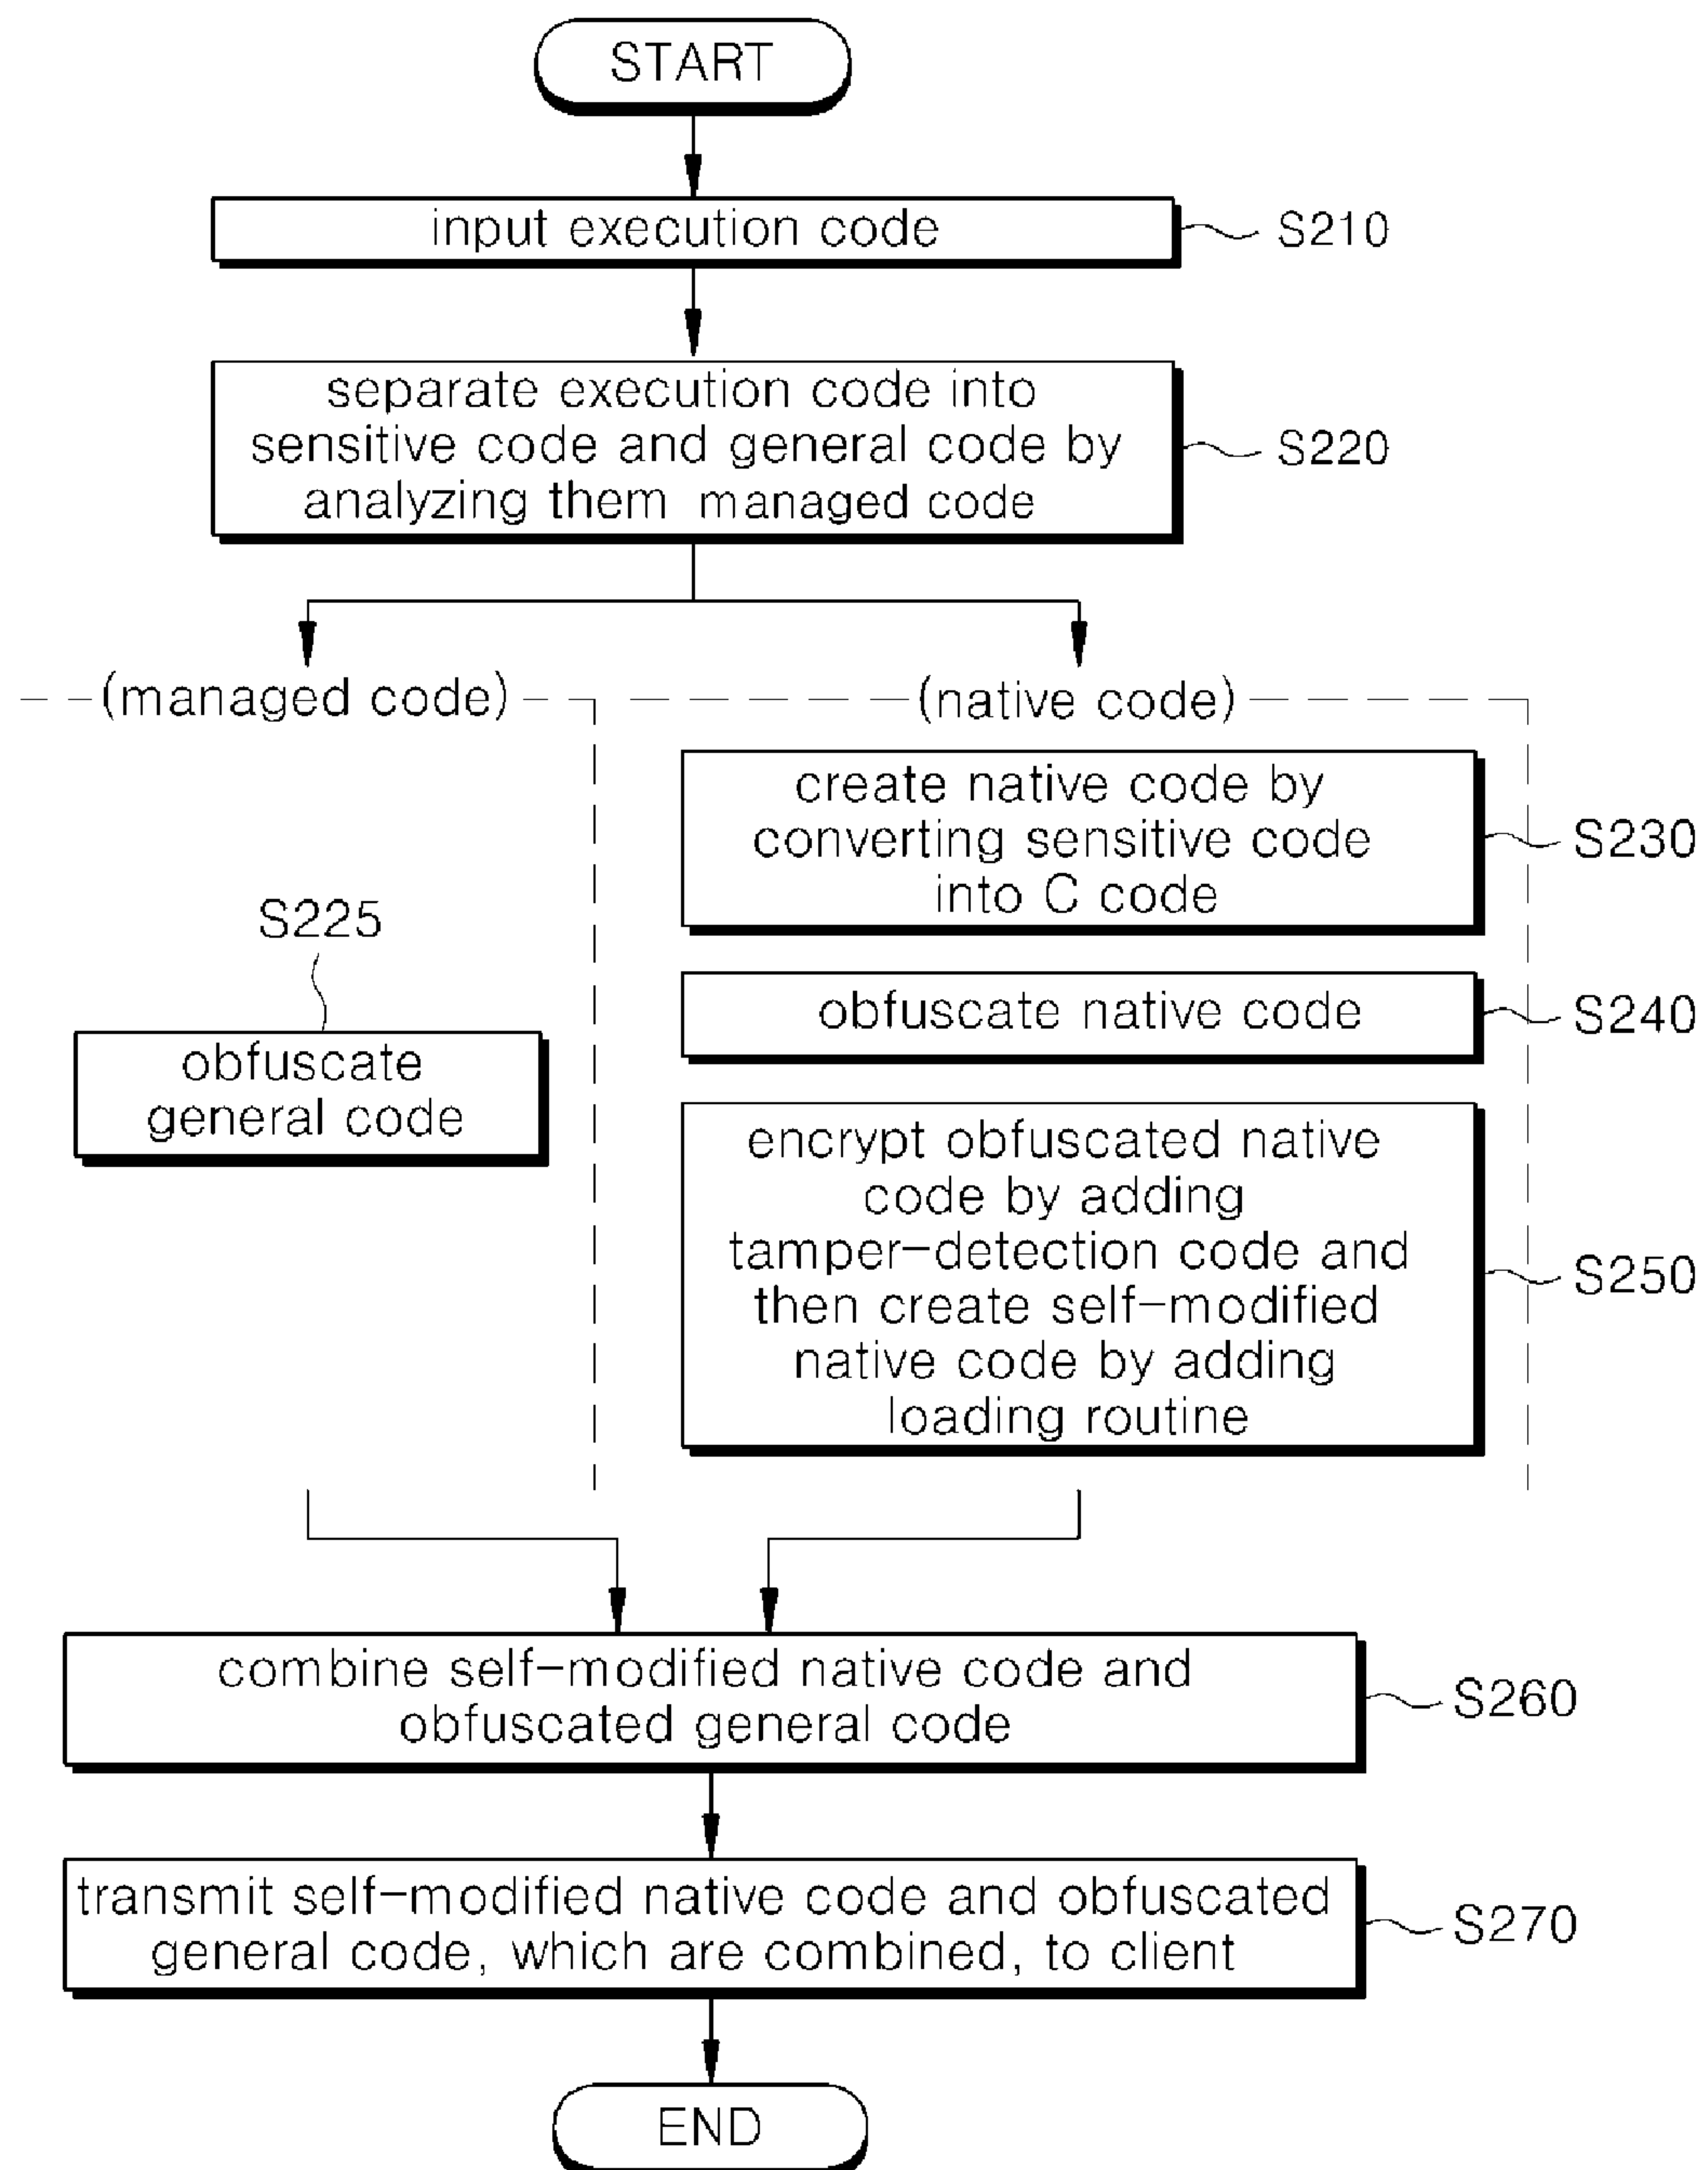 START
input execution code
S210
separate execution code into
sensitive code and general code by
analyzing them managed code
S220
(managed code)
(native code)
create native code by
converting sensitive code
into C code
S230
S225
obfuscate
general code
obfuscate native code
S240
encrypt obfuscated native
code by adding
tamper-detection code and
then create self-modified
native code by adding
loading routine
S250
combine self-modified native code and
obfuscated general code
S260
transmit self-modified native code and obfuscated
general code, which are combined, to client
S270
END